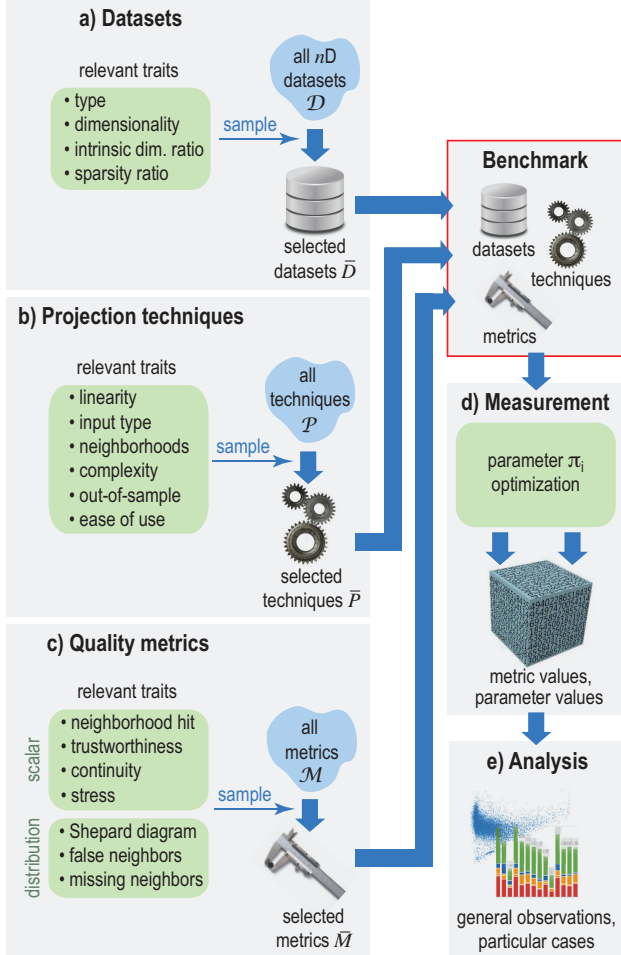 a) Datasets
relevant traits
• type
• dimensionality
• intrinsic dim. ratio
• sparsity ratio
sample
all nD
datasets
𝒟
selected
datasets D̄
b) Projection techniques
relevant traits
• linearity
• input type
• neighborhoods
• complexity
• out-of-sample
• ease of use
sample
all
techniques
𝒫
selected
techniques P̄
c) Quality metrics
relevant traits
scalar
• neighborhood hit
• trustworthiness
• continuity
• stress
distribution
• Shepard diagram
• false neighbors
• missing neighbors
sample
all
metrics
ℳ
selected
metrics M̄
Benchmark
datasets
techniques
metrics
d) Measurement
parameter πi
optimization
metric values,
parameter values
e) Analysis
general observations,
particular cases